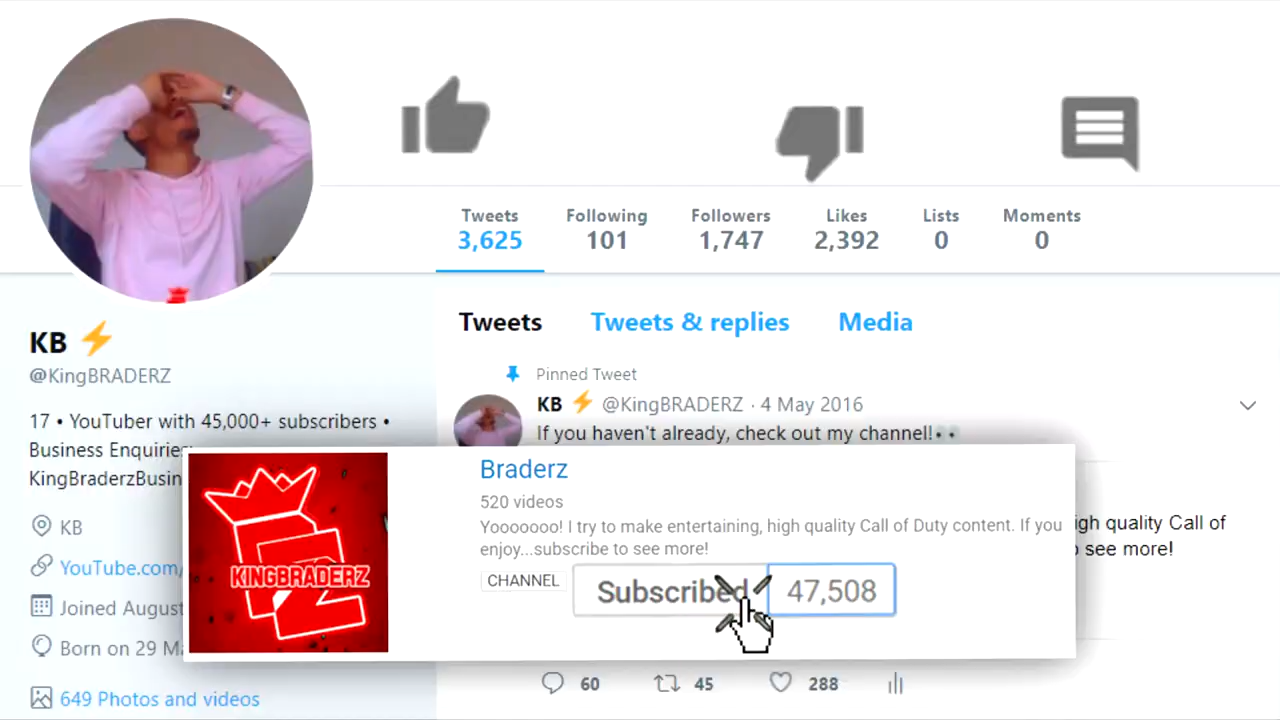 Tweets Following Followers Likes Lists Moments
3,625 101 1,747 2,392 0 0
KB
@KingBRADERZ
17 • YouTuber with 45,000+ subscribers •
Business
KingBraderzBusin
KB
YouTube.com/
Joined August
Born on 29
649 Photos and videos
Tweets Tweets & replies Media
Pinned Tweet
KB @KingBRADERZ · 4 May 2016
If you haven't already, check out my channel!
igh quality Call of
see more!
KINGBRADERZ
Braderz
520 videos
Yooooooo! I try to make entertaining, high quality Call of Duty content. If you
enjoy...subscribe to see more!
CHANNEL Subscribed 47,508
60 45 288